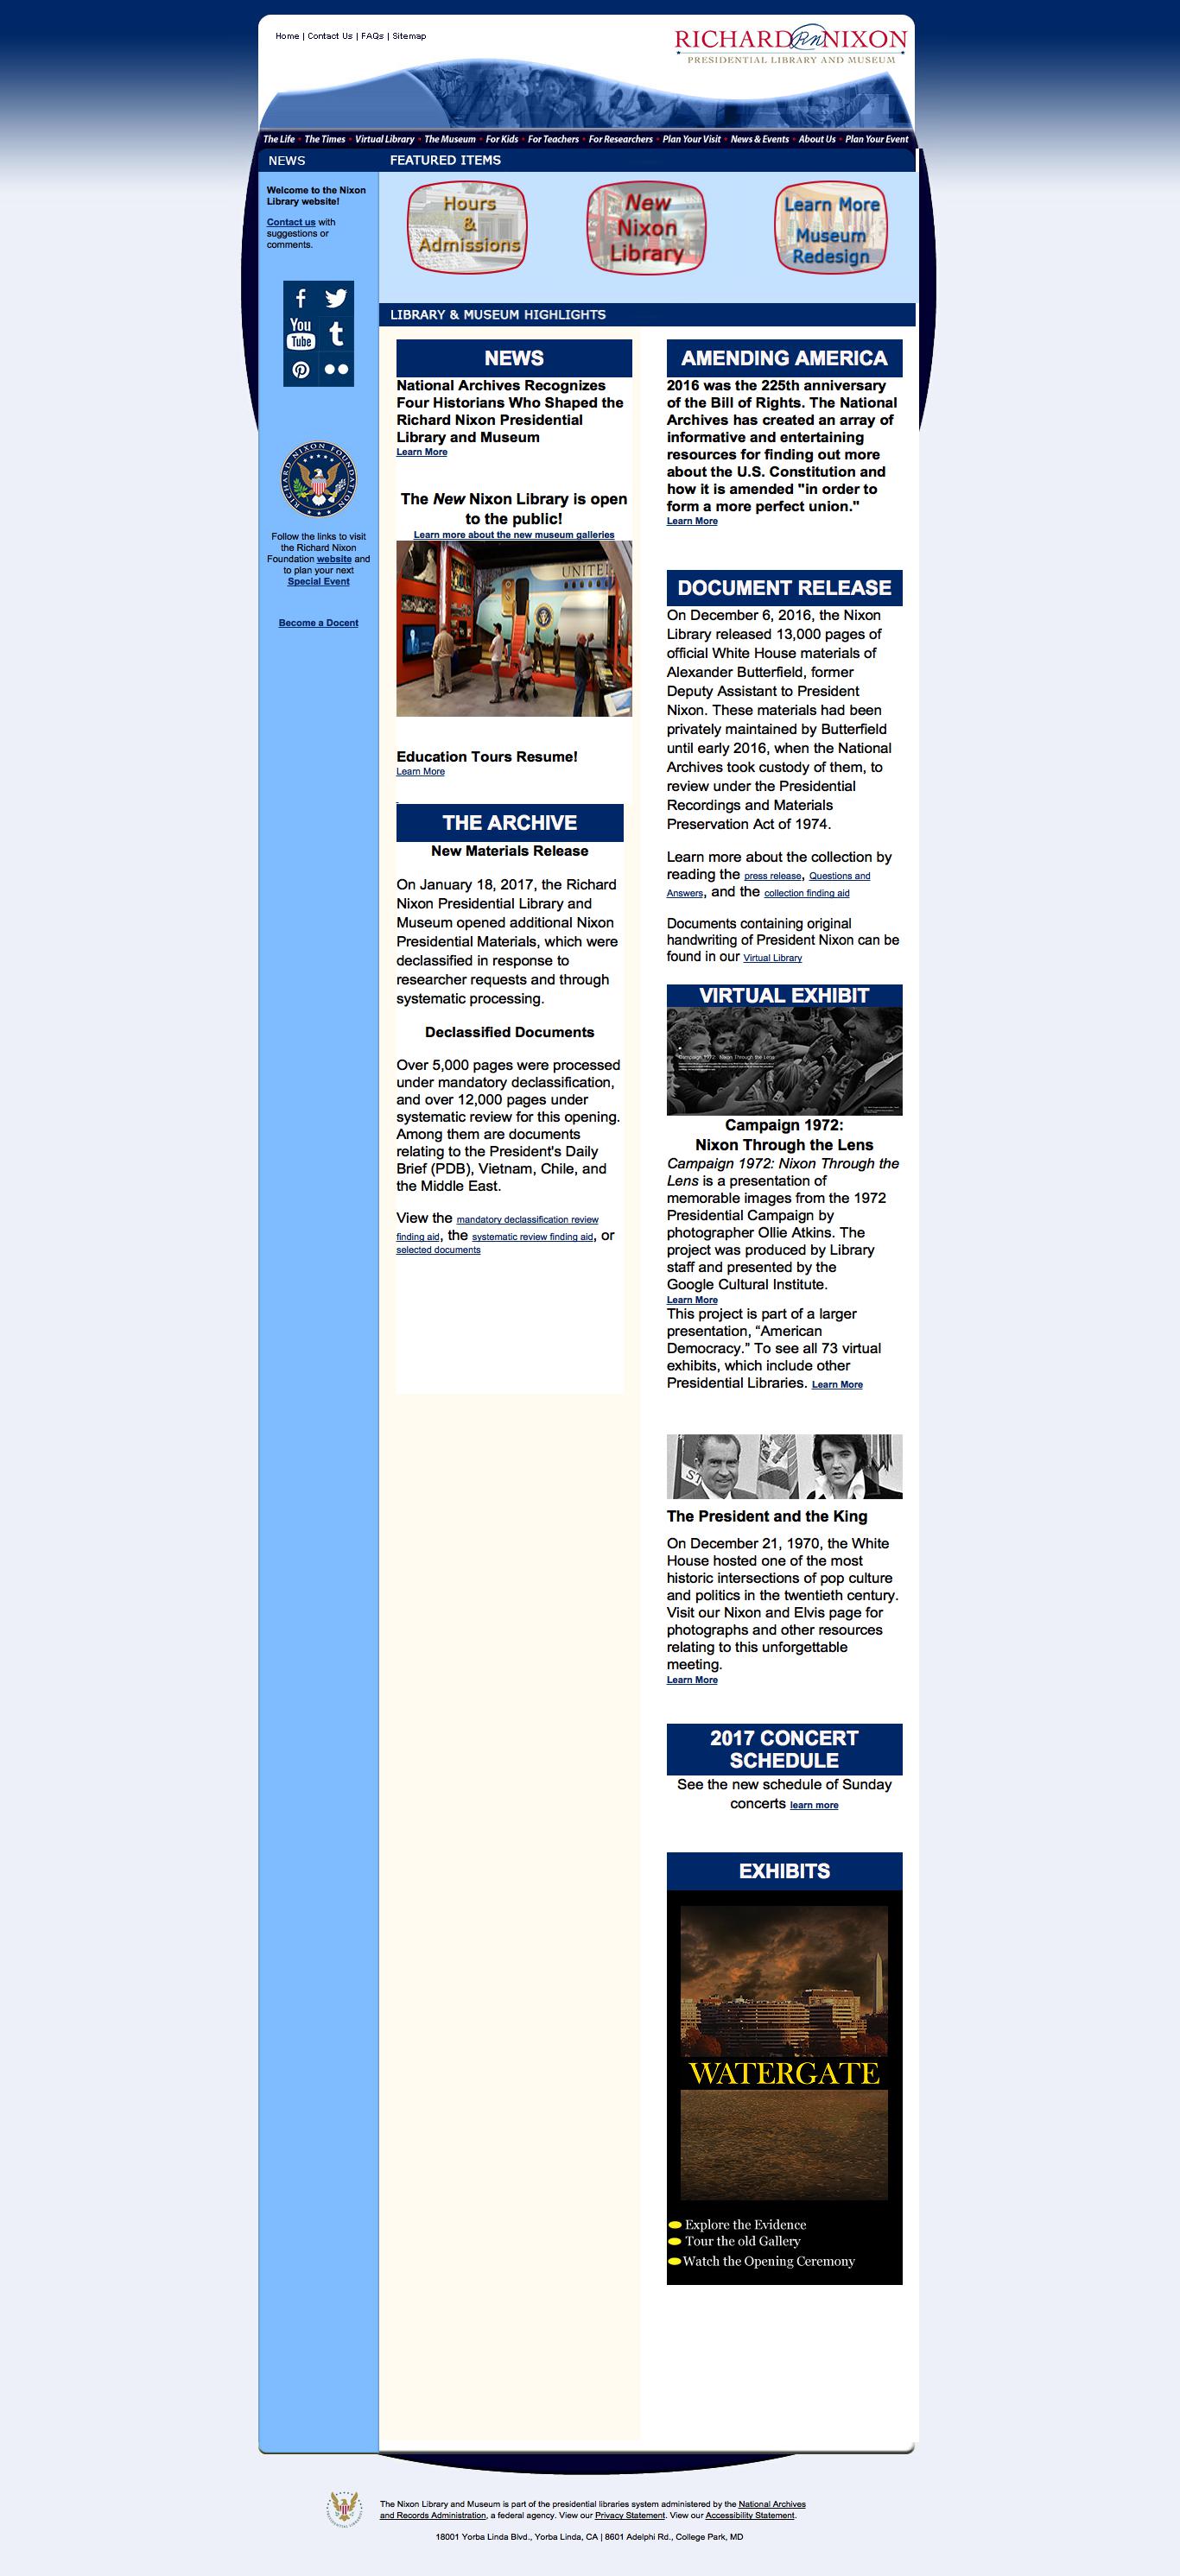 Home | Contact Us | FAQs | Sitemap
RICHARD NIXON
PRESIDENTIAL LIBRARY AND MUSEUM
The Life • The Times • Virtual Library • The Museum • For Kids • For Teachers • For Researchers • Plan Your Visit • News & Events • About Us • Plan Your Event
NEWS
Welcome to the Nixon
Library website!
Contact us with
suggestions or
comments.
f
You
Tube
t
RICHARD NIXON FOUNDATION
Follow the links to visit
the Richard Nixon
Foundation website and
to plan your next
Special Event
Become a Docent
FEATURED ITEMS
Hours
&
Admissions
New
Nixon
Library
Learn More
Museum
Redesign
LIBRARY & MUSEUM HIGHLIGHTS
NEWS
National Archives Recognizes
Four Historians Who Shaped the
Richard Nixon Presidential
Library and Museum
Learn More
The New Nixon Library is open
to the public!
Learn more about the new museum galleries
UNITE
Education Tours Resume!
Learn More
THE ARCHIVE
New Materials Release
On January 18, 2017, the Richard
Nixon Presidential Library and
Museum opened additional Nixon
Presidential Materials, which were
declassified in response to
researcher requests and through
systematic processing.
Declassified Documents
Over 5,000 pages were processed
under mandatory declassification,
and over 12,000 pages under
systematic review for this opening.
Among them are documents
relating to the President's Daily
Brief (PDB), Vietnam, Chile, and
the Middle East.
View the mandatory declassification review
finding aid, the systematic review finding aid, or
selected documents
AMENDING AMERICA
2016 was the 225th anniversary
of the Bill of Rights. The National
Archives has created an array of
informative and entertaining
resources for finding out more
about the U.S. Constitution and
how it is amended "in order to
form a more perfect union."
Learn More
DOCUMENT RELEASE
On December 6, 2016, the Nixon
Library released 13,000 pages of
official White House materials of
Alexander Butterfield, former
Deputy Assistant to President
Nixon. These materials had been
privately maintained by Butterfield
until early 2016, when the National
Archives took custody of them, to
review under the Presidential
Recordings and Materials
Preservation Act of 1974.
Learn more about the collection by
reading the press release, Questions and
Answers, and the collection finding aid
Documents containing original
handwriting of President Nixon can be
found in our Virtual Library
VIRTUAL EXHIBIT
Campaign 1972: Nixon Through the Lens
Campaign 1972:
Nixon Through the Lens
Campaign 1972: Nixon Through the
Lens is a presentation of
memorable images from the 1972
Presidential Campaign by
photographer Ollie Atkins. The
project was produced by Library
staff and presented by the
Google Cultural Institute.
Learn More
This project is part of a larger
presentation, “American
Democracy.” To see all 73 virtual
exhibits, which include other
Presidential Libraries. Learn More
ST
The President and the King
On December 21, 1970, the White
House hosted one of the most
historic intersections of pop culture
and politics in the twentieth century.
Visit our Nixon and Elvis page for
photographs and other resources
relating to this unforgettable
meeting.
Learn More
2017 CONCERT
SCHEDULE
See the new schedule of Sunday
concerts learn more
EXHIBITS
WATERGATE
Explore the Evidence
Tour the old Gallery
Watch the Opening Ceremony
The Nixon Library and Museum is part of the presidential libraries system administered by the National Archives
and Records Administration, a federal agency. View our Privacy Statement. View our Accessibility Statement.
18001 Yorba Linda Blvd., Yorba Linda, CA | 8601 Adelphi Rd., College Park, MD